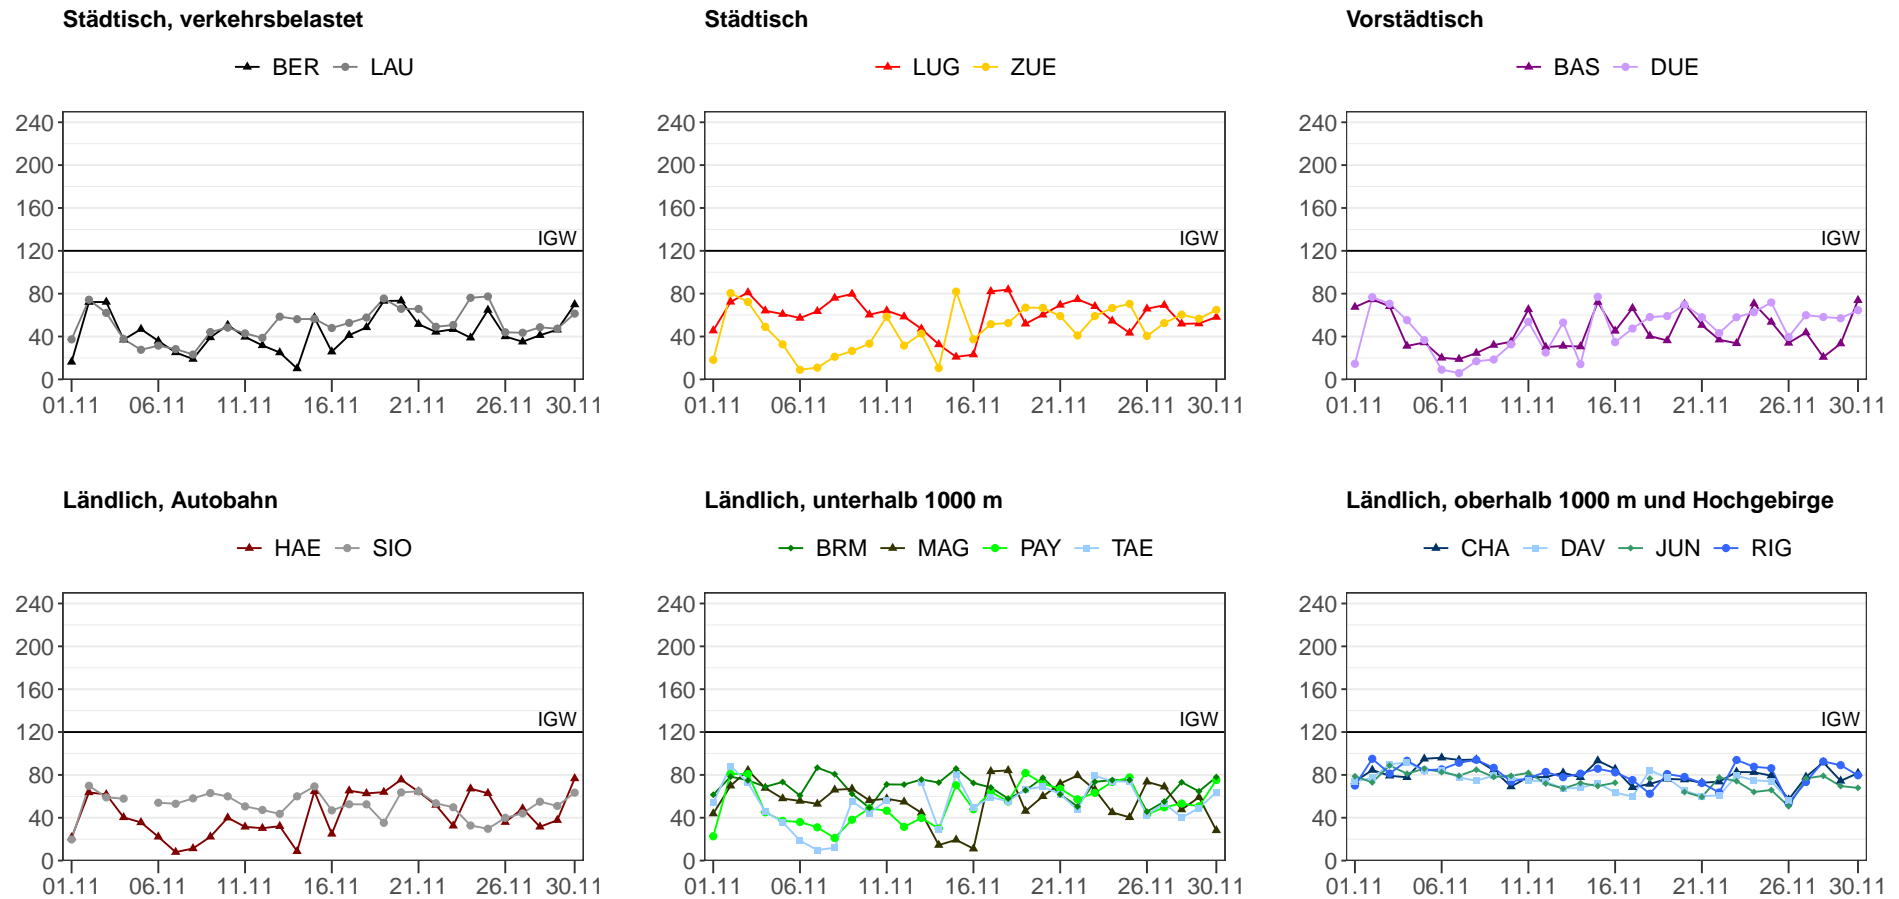 Städtisch, verkehrsbelastet
BER LAU
240
200
160
120
80
40
0
IGW
01.11 06.11 11.11 16.11 21.11 26.11 30.11
Städtisch
LUG ZUE
240
200
160
120
80
40
0
IGW
01.11 06.11 11.11 16.11 21.11 26.11 30.11
Vorstädtisch
BAS DUE
240
200
160
120
80
40
0
IGW
01.11 06.11 11.11 16.11 21.11 26.11 30.11
Ländlich, Autobahn
HAE SIO
240
200
160
120
80
40
0
IGW
01.11 06.11 11.11 16.11 21.11 26.11 30.11
Ländlich, unterhalb 1000 m
BRM MAG PAY TAE
240
200
160
120
80
40
0
IGW
01.11 06.11 11.11 16.11 21.11 26.11 30.11
Ländlich, oberhalb 1000 m und Hochgebirge
CHA DAV JUN RIG
240
200
160
120
80
40
0
IGW
01.11 06.11 11.11 16.11 21.11 26.11 30.11